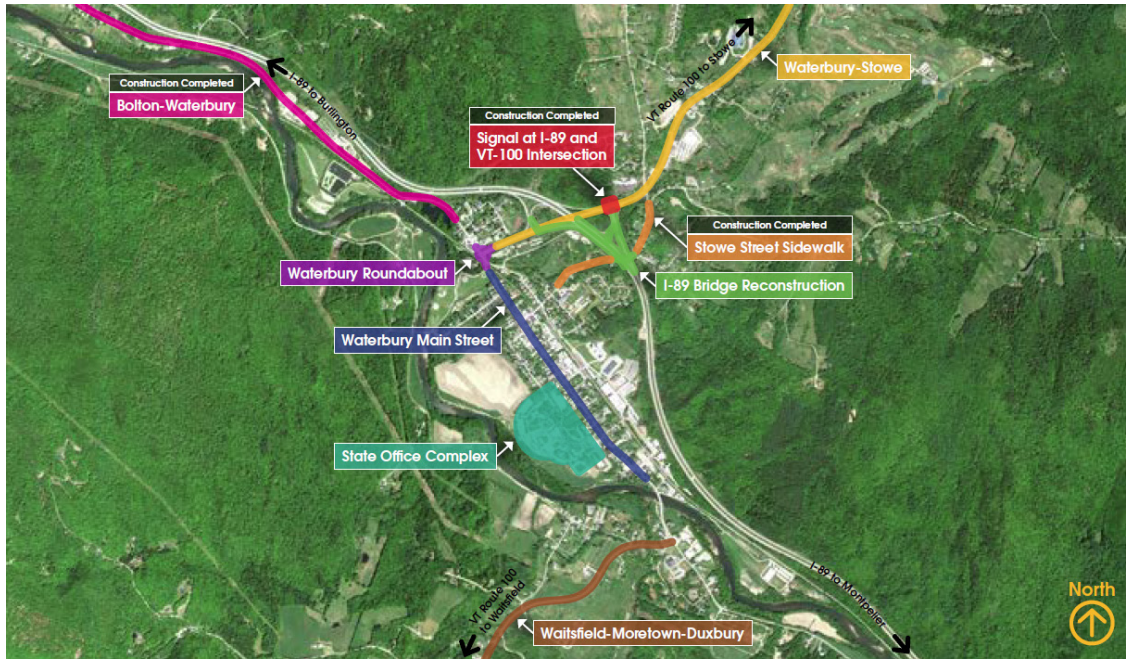 Construction Completed
Bolton-Waterbury
I-89 to Burlington
VT Route 100 to Stowe
Waterbury-Stowe
Construction Completed
Signal at I-89 and
VT-100 Intersection
Construction Completed
Stowe Street Sidewalk
Waterbury Roundabout
I-89 Bridge Reconstruction
Waterbury Main Street
State Office Complex
VT Route 100
to Waitsfield
Waitsfield-Moretown-Duxbury
I-89 to Montpelier
North